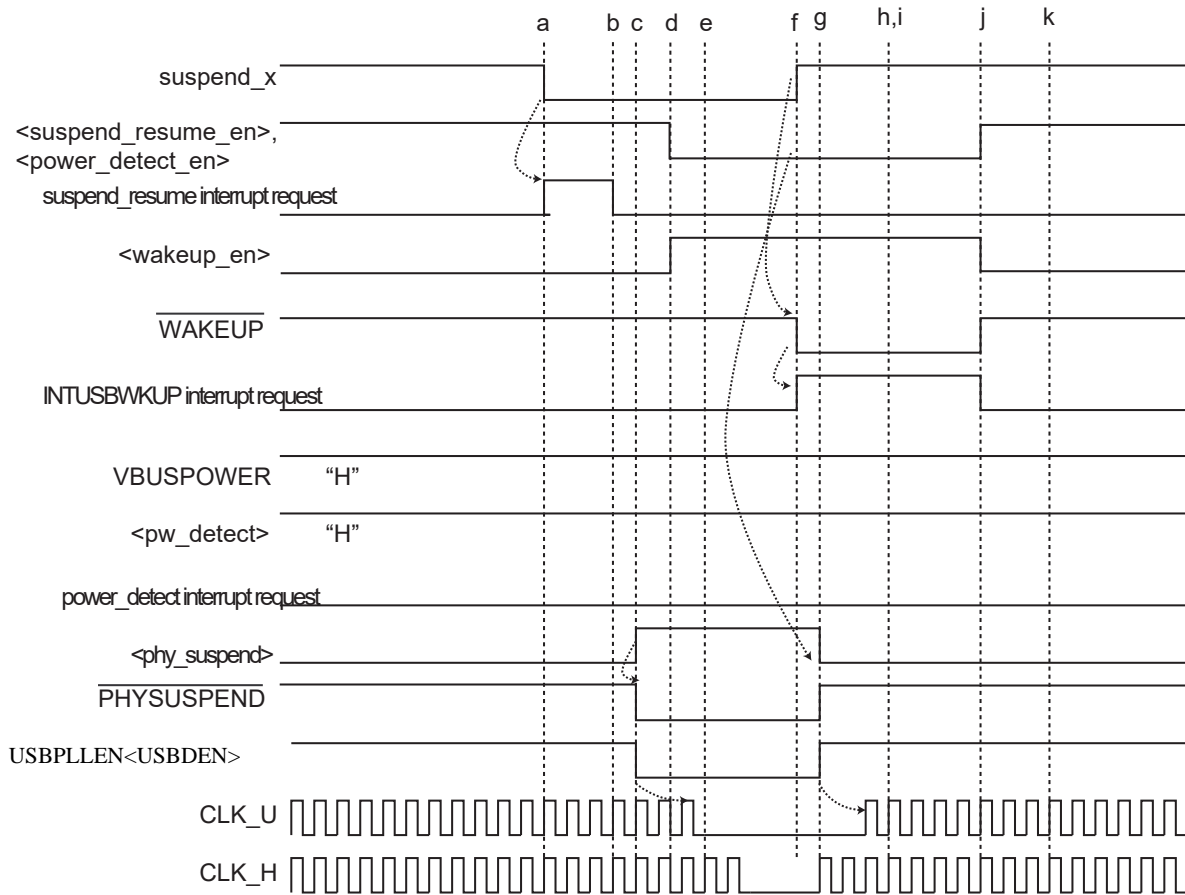 a b c d e f g h,i j k
suspend_x
<suspend_resume_en>,
<power_detect_en>
suspend_resume interrupt request
<wakeup_en>
WAKEUP
INTUSBWKUP interrupt request
VBUSPOWER "H"
<pw_detect> "H"
power_detect interrupt request
<phy_suspend>
PHYSUSPEND
USBPLLEN<USBDEN>
CLK_U
CLK_H